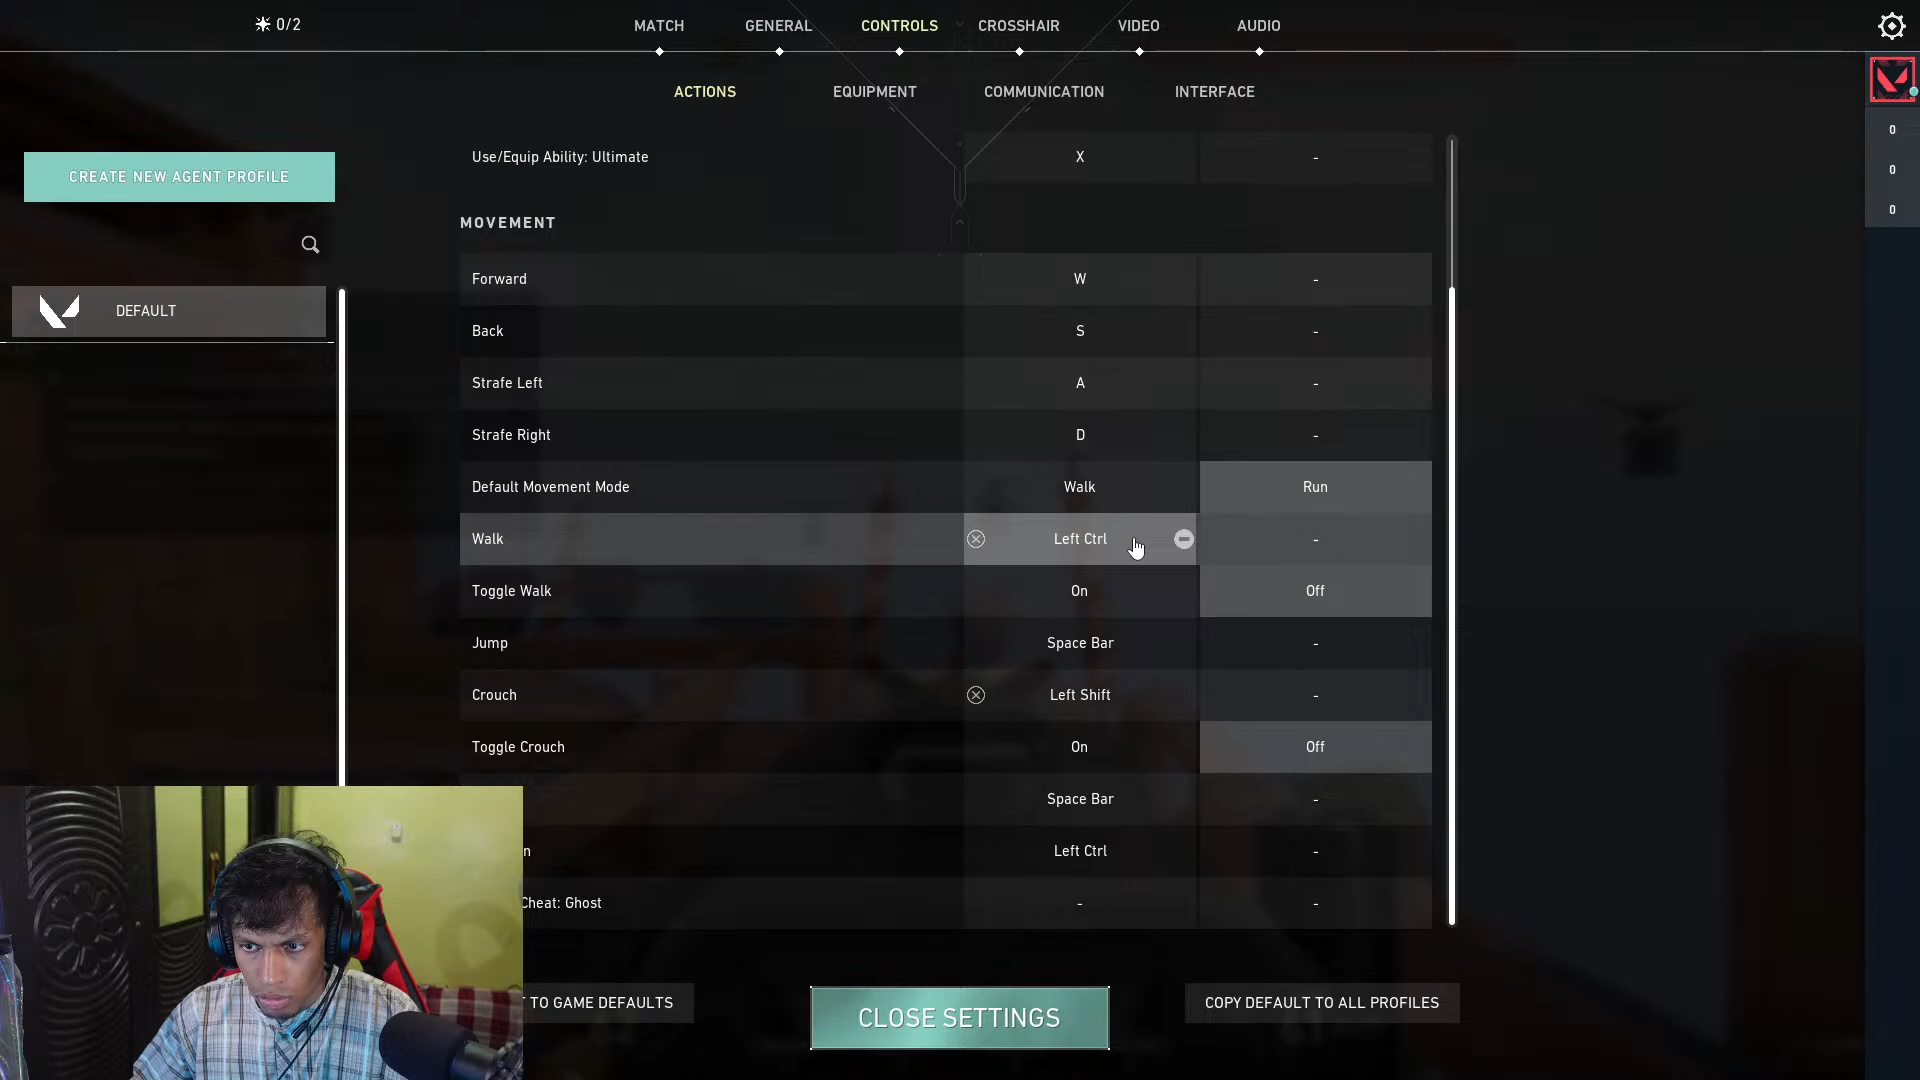 0/2
MATCH GENERAL CONTROLS CROSSHAIR VIDEO AUDIO
ACTIONS EQUIPMENT COMMUNICATION INTERFACE
CREATE NEW AGENT PROFILE
DEFAULT
Use/Equip Ability: Ultimate X -
MOVEMENT
Forward W -
Back S -
Strafe Left A -
Strafe Right D -
Default Movement Mode Walk Run
Walk Left Ctrl -
Toggle Walk On Off
Jump Space Bar -
Crouch Left Shift -
Toggle Crouch On Off
Space Bar -
n Left Ctrl -
Cheat: Ghost - -
T TO GAME DEFAULTS
CLOSE SETTINGS
COPY DEFAULT TO ALL PROFILES
0
0
0